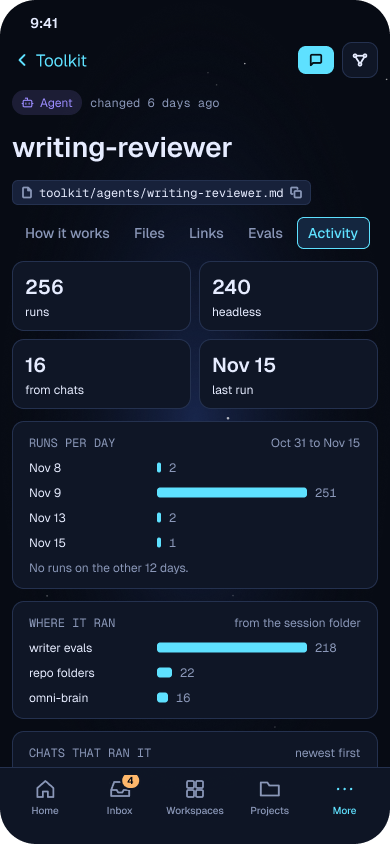 9:41
Toolkit
Agent changed 6 days ago
writing-reviewer
toolkit/agents/writing-reviewer.md
How it works Files Links Evals Activity
256
runs
240
headless
16
from chats
Nov 15
last run
RUNS PER DAY Oct 31 to Nov 15
Nov 8 2
Nov 9 251
Nov 13 2
Nov 15 1
No runs on the other 12 days.
WHERE IT RAN from the session folder
writer evals 218
repo folders 22
omni-brain 16
CHATS THAT RAN IT newest first
4
Home Inbox Workspaces Projects More